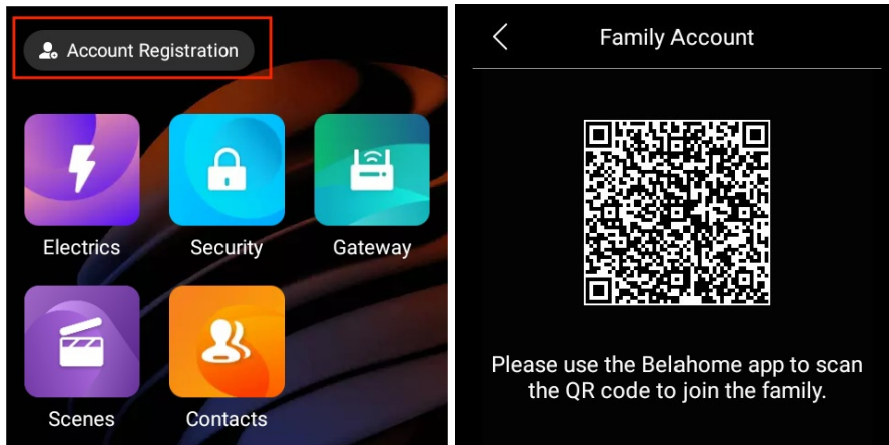 Account Registration
Electrics
Security
Gateway
Scenes
Contacts
Family Account
Please use the Belahome app to scan
the QR code to join the family.